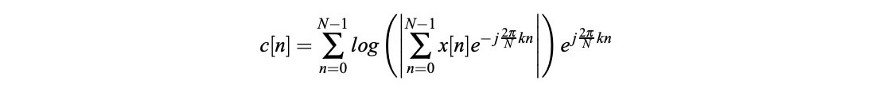 c[n] = \sum_{n=0}^{N-1} log \left( \left| \sum_{n=0}^{N-1} x[n] e^{-j \frac{2\pi}{N} kn} \right| \right) e^{j \frac{2\pi}{N} kn}